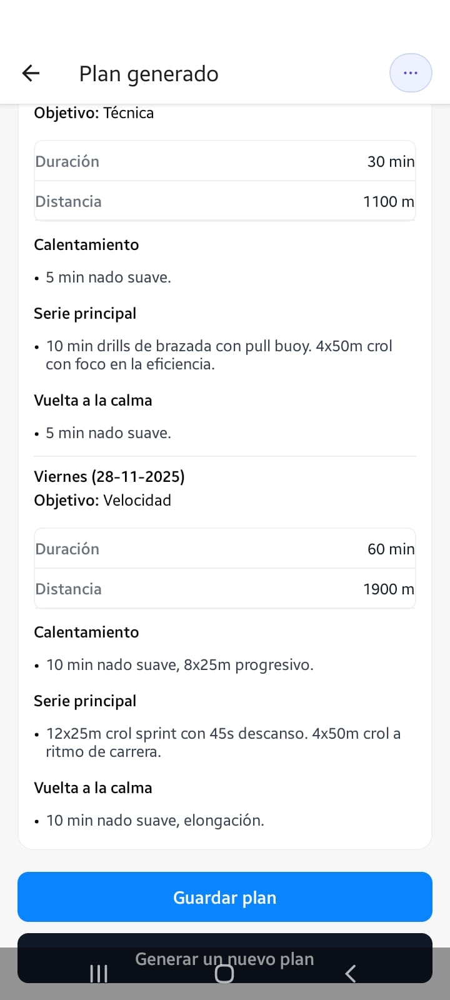 Plan generado
...
Objetivo: Técnica
Duración 30 min
Distancia 1100 m
Calentamiento
• 5 min nado suave.
Serie principal
• 10 min drills de brazada con pull buoy. 4x50m crol
con foco en la eficiencia.
Vuelta a la calma
• 5 min nado suave.
Viernes (28-11-2025)
Objetivo: Velocidad
Duración 60 min
Distancia 1900 m
Calentamiento
• 10 min nado suave, 8x25m progresivo.
Serie principal
• 12x25m crol sprint con 45s descanso. 4x50m crol a
ritmo de carrera.
Vuelta a la calma
• 10 min nado suave, elongación.
Guardar plan
Generar un nuevo plan